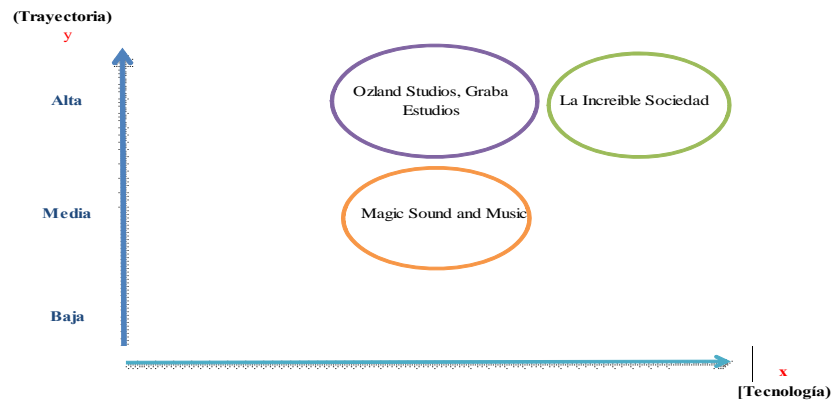 (Trayectoria)
y
Alta
Ozland Studios, Graba
Estudios
La Increible Sociedad
Media
Magic Sound and Music
Baja
x
[Tecnología)